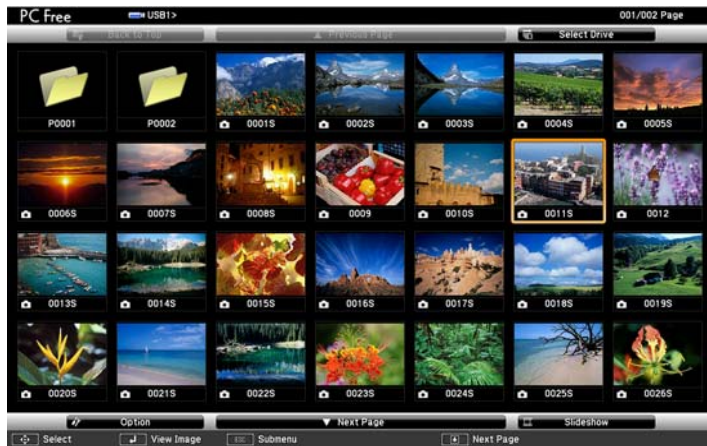 PC Free USB1> 001/002 Page
Back to Top Previous Page Select Drive
P0001 P0002 0001S 0002S 0003S 0004S 0005S
0006S 0007S 0008S 0009 0010S 0011S 0012
0013S 0014S 0015S 0016S 0017S 0018S 0019S
0020S 0021S 0022S 0023S 0024S 0025S 0026S
Option Next Page Slideshow
Select View Image ESC Submenu Next Page